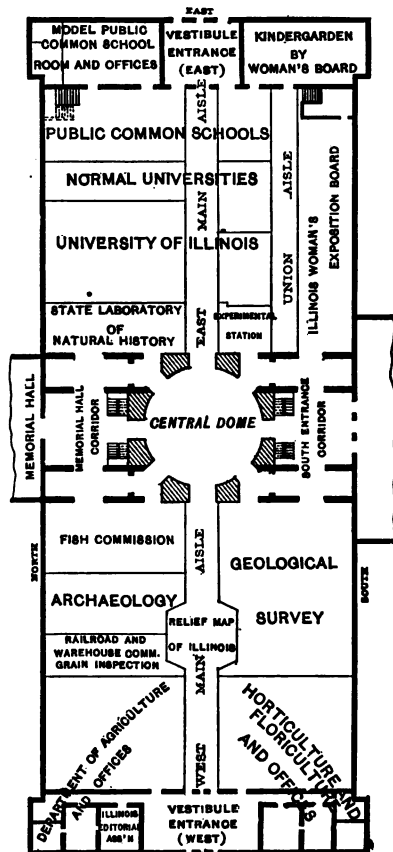 EAST
MODEL PUBLIC
COMMON SCHOOL
ROOM AND OFFICES
VESTIBULE
ENTRANCE
(EAST)
KINDERGARDEN
BY
WOMAN'S BOARD
PUBLIC COMMON SCHOOLS
NORMAL UNIVERSITIES
UNIVERSITY OF ILLINOIS
STATE LABORATORY
OF
NATURAL HISTORY
EXPERIMENTAL
STATION
EAST MAIN AISLE
UNION AISLE
ILLINOIS WOMAN'S
EXPOSITION BOARD
MEMORIAL HALL
MEMORIAL HALL
CORRIDOR
CENTRAL DOME
SOUTH ENTRANCE
CORRIDOR
NORTH
SOUTH
FISH COMMISSION
ARCHAEOLOGY
RAILROAD AND
WAREHOUSE COMM.
GRAIN INSPECTION
GEOLOGICAL
SURVEY
RELIEF MAP
OF ILLINOIS
WEST MAIN AISLE
DEPARTMENT OF AGRICULTURE
AND OFFICES
HORTICULTURE AND
FLORICULTURE
AND OFFICES
ILLINOIS
EDITORIAL
ASS'N
VESTIBULE
ENTRANCE
(WEST)